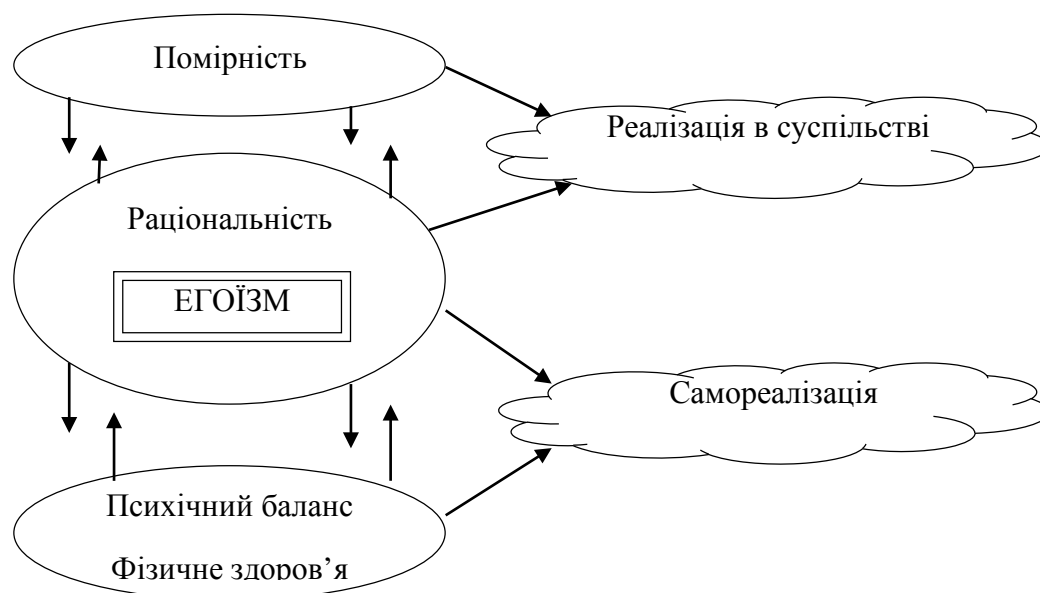 Помірність
Реалізація в суспільстві
Раціональність
ЕГОЇЗМ
Самореалізація
Психічний баланс
Фізичне здоров’я